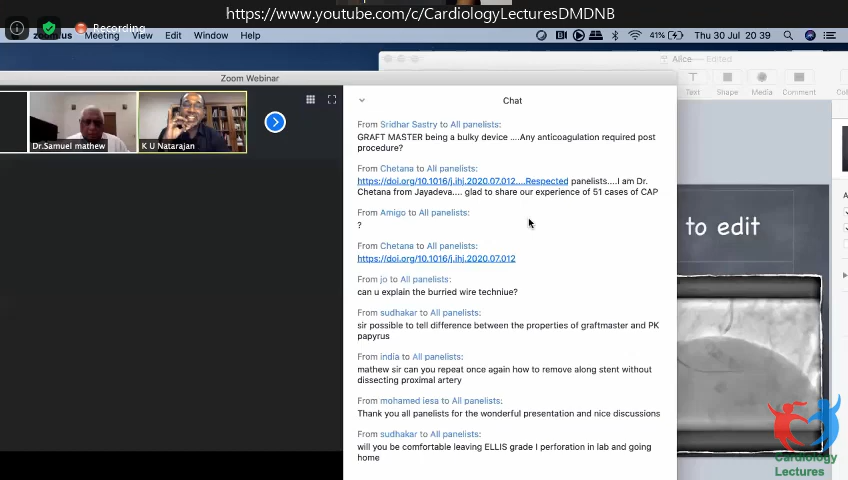 https://www.youtube.com/c/CardiologyLecturesDMDNB
Recording
zoom.us Meeting View Edit Window Help
41% Thu 30 Jul 20 39
Alice — Edited
Zoom Webinar
Text Shape Media Comment
Chat
Dr.Samuel mathew
K U Natarajan
From Sridhar Sastry to All panelists:
GRAFT MASTER being a bulky device ....Any anticoagulation required post
procedure?
From Chetana to All panelists:
https://doi.org/10.1016/j.ihj.2020.07.012....Respected panelists....I am Dr.
Chetana from Jayadeva.... glad to share our experience of 51 cases of CAP
From Amigo to All panelists:
?
From Chetana to All panelists:
https://doi.org/10.1016/j.ihj.2020.07.012
From jo to All panelists:
can u explain the burried wire techniue?
From sudhakar to All panelists:
sir possible to tell difference between the properties of graftmaster and PK
papyrus
From india to All panelists:
mathew sir can you repeat once again how to remove along stent without
dissecting proximal artery
From mohamed iesa to All panelists:
Thank you all panelists for the wonderful presentation and nice discussions
From sudhakar to All panelists:
will you be comfortable leaving ELLIS grade I perforation in lab and going
home
to edit
Cardiology
Lectures